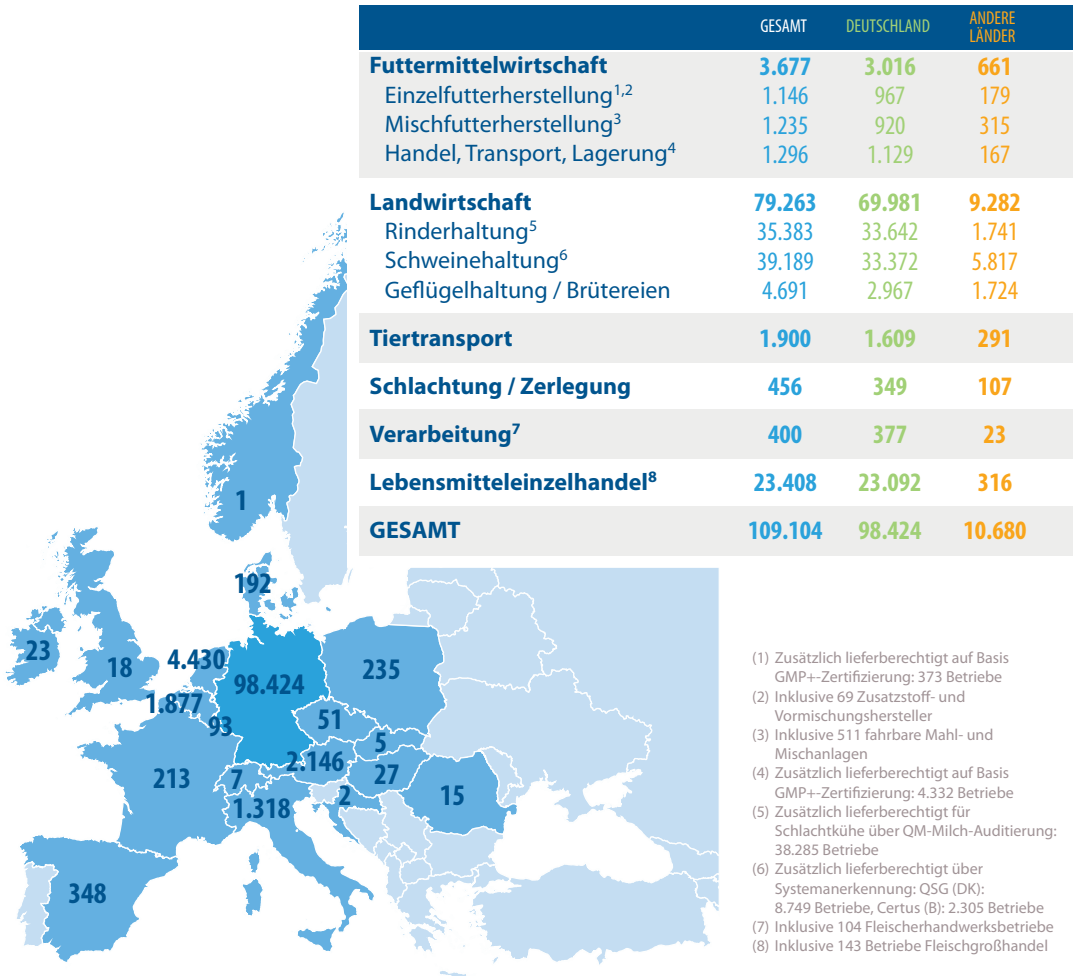 GESAMT DEUTSCHLAND ANDERE LÄNDER
Futtermittelwirtschaft 3.677 3.016 661
Einzelfutterherstellung1,2 1.146 967 179
Mischfutterherstellung3 1.235 920 315
Handel, Transport, Lagerung4 1.296 1.129 167
Landwirtschaft 79.263 69.981 9.282
Rinderhaltung5 35.383 33.642 1.741
Schweinehaltung6 39.189 33.372 5.817
Geflügelhaltung / Brütereien 4.691 2.967 1.724
Tiertransport 1.900 1.609 291
Schlachtung / Zerlegung 456 349 107
Verarbeitung7 400 377 23
Lebensmitteleinzelhandel8 23.408 23.092 316
GESAMT 109.104 98.424 10.680
1
192
23
18
4.430
98.424
235
1.877
93
51
5
213
7
2.146
27
1.318
2
15
348
(1) Zusätzlich lieferberechtigt auf Basis
GMP+-Zertifizierung: 373 Betriebe
(2) Inklusive 69 Zusatzstoff- und
Vormischungshersteller
(3) Inklusive 511 fahrbare Mahl- und
Mischanlagen
(4) Zusätzlich lieferberechtigt auf Basis
GMP+-Zertifizierung: 4.332 Betriebe
(5) Zusätzlich lieferberechtigt für
Schlachtkühe über QM-Milch-Auditierung:
38.285 Betriebe
(6) Zusätzlich lieferberechtigt über
Systemanerkennung: QSG (DK):
8.749 Betriebe, Certus (B): 2.305 Betriebe
(7) Inklusive 104 Fleischerhandwerksbetriebe
(8) Inklusive 143 Betriebe Fleischgroßhandel